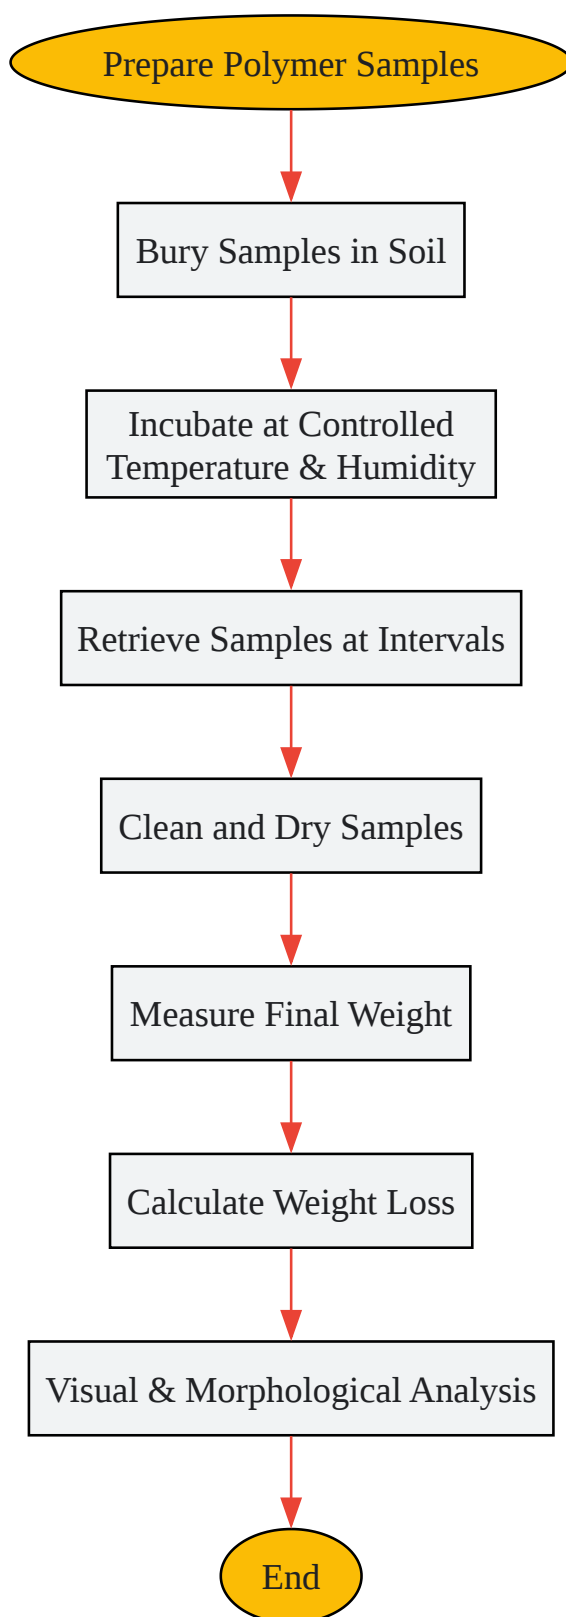 Prepare Polymer Samples
Bury Samples in Soil
Incubate at Controlled
Temperature & Humidity
Retrieve Samples at Intervals
Clean and Dry Samples
Measure Final Weight
Calculate Weight Loss
Visual & Morphological Analysis
End